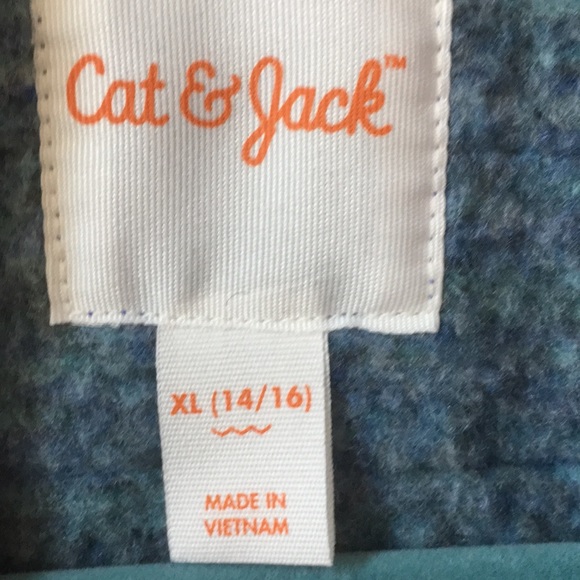 Cat & Jack™
XL (14/16)
MADE IN
VIETNAM